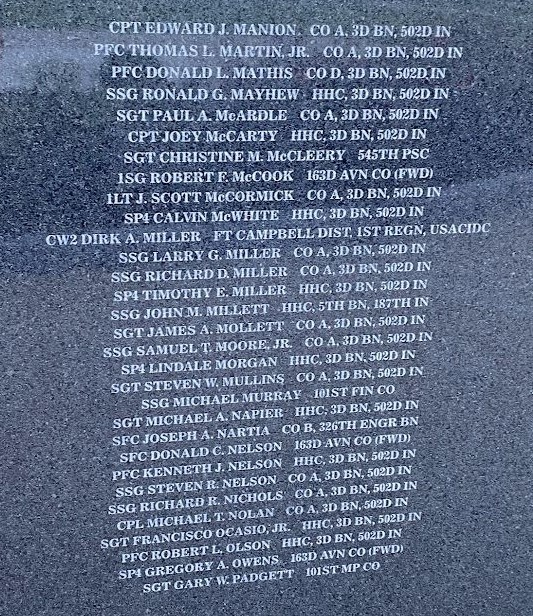 CPT EDWARD J. MANION. CO A, 3D BN, 502D IN
PFC THOMAS L. MARTIN, JR. CO A, 3D BN, 502D IN
PFC DONALD L. MATHIS CO D, 3D BN, 502D IN
SSG RONALD G. MAYHEW HHC, 3D BN, 502D IN
SGT PAUL A. McARDLE CO A, 3D BN, 502D IN
CPT JOEY McCARTY HHC, 3D BN, 502D IN
SGT CHRISTINE M. McCLEERY 545TH PSC
1SG ROBERT F. McCOOK 163D AVN CO (FWD)
1LT J. SCOTT McCORMICK CO A, 3D BN, 502D IN
SP4 CALVIN McWHITE HHC, 3D BN, 502D IN
CW2 DIRK A. MILLER FT CAMPBELL DIST, 1ST REGN, USACIDC
SSG LARRY G. MILLER CO A, 3D BN, 502D IN
SSG RICHARD D. MILLER CO A, 3D BN, 502D IN
SP4 TIMOTHY E. MILLER HHC, 3D BN, 502D IN
SSG JOHN M. MILLETT HHC, 5TH BN, 187TH IN
SGT JAMES A. MOLLETT CO A, 3D BN, 502D IN
SSG SAMUEL T. MOORE, JR. CO A, 3D BN, 502D IN
SP4 LINDALE MORGAN HHC, 3D BN, 502D IN
SGT STEVEN W. MULLINS CO A, 3D BN, 502D IN
SSG MICHAEL MURRAY 101ST FIN CO
SGT MICHAEL A. NAPIER HHC, 3D BN, 502D IN
SFC JOSEPH A. NARTIA CO B, 326TH ENGR BN
SFC DONALD C. NELSON 163D AVN CO (FWD)
PFC KENNETH J. NELSON HHC, 3D BN, 502D IN
SSG STEVEN R. NELSON CO A, 3D BN, 502D IN
SSG RICHARD R. NICHOLS CO A, 3D BN, 502D IN
CPL MICHAEL T. NOLAN CO A, 3D BN, 502D IN
SGT FRANCISCO OCASIO, JR. HHC, 3D BN, 502D IN
PFC ROBERT L. OLSON HHC, 3D BN, 502D IN
SP4 GREGORY A. OWENS 163D AVN CO (FWD)
SGT GARY W. PADGETT 101ST MP CO